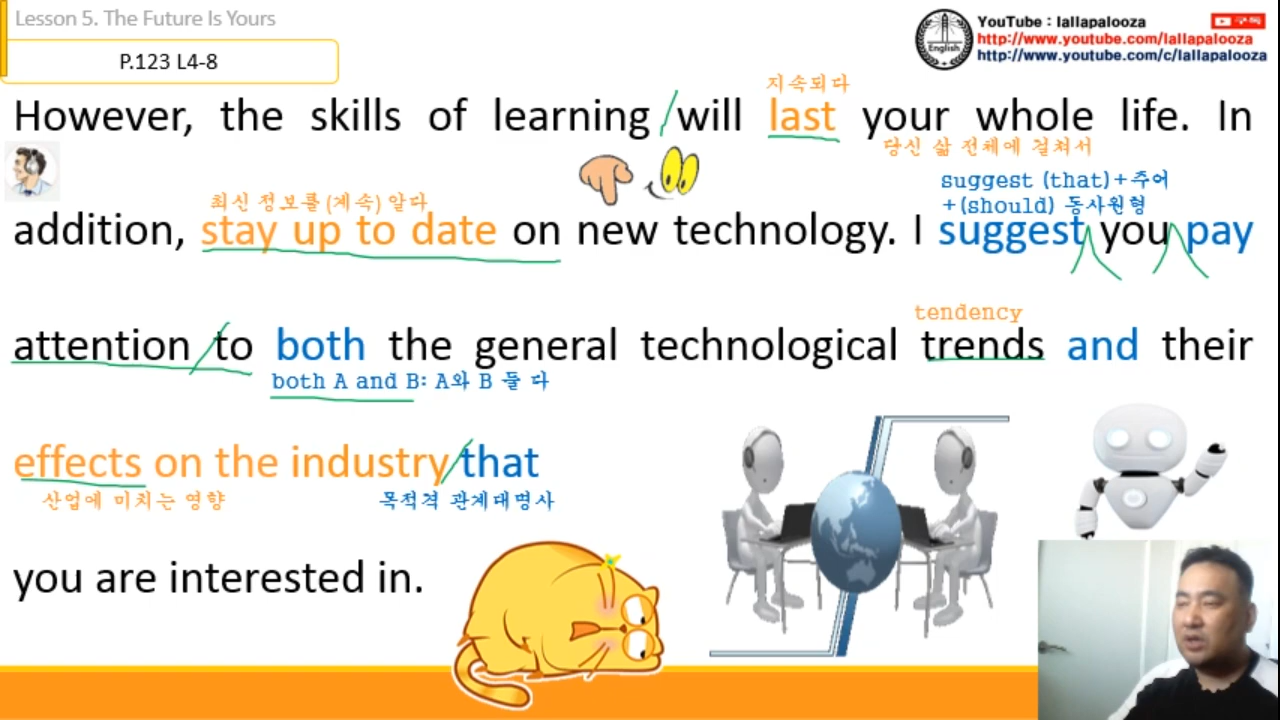 Lesson 5. The Future Is Yours
P.123 L4-8
English
YouTube : lallapalooza
구독
http://www.youtube.com/lallapalooza
http://www.youtube.com/c/lallapalooza
지속되다
However, the skills of learning will last your whole life. In
당신 삶 전체에 걸쳐서
suggest (that)+주어
+(should) 동사원형
최신 정보를 (계속) 알다
addition, stay up to date on new technology. I suggest you pay
tendency
attention to both the general technological trends and their
both A and B: A와 B 둘 다
effects on the industry that
산업에 미치는 영향
목적격 관계대명사
you are interested in.